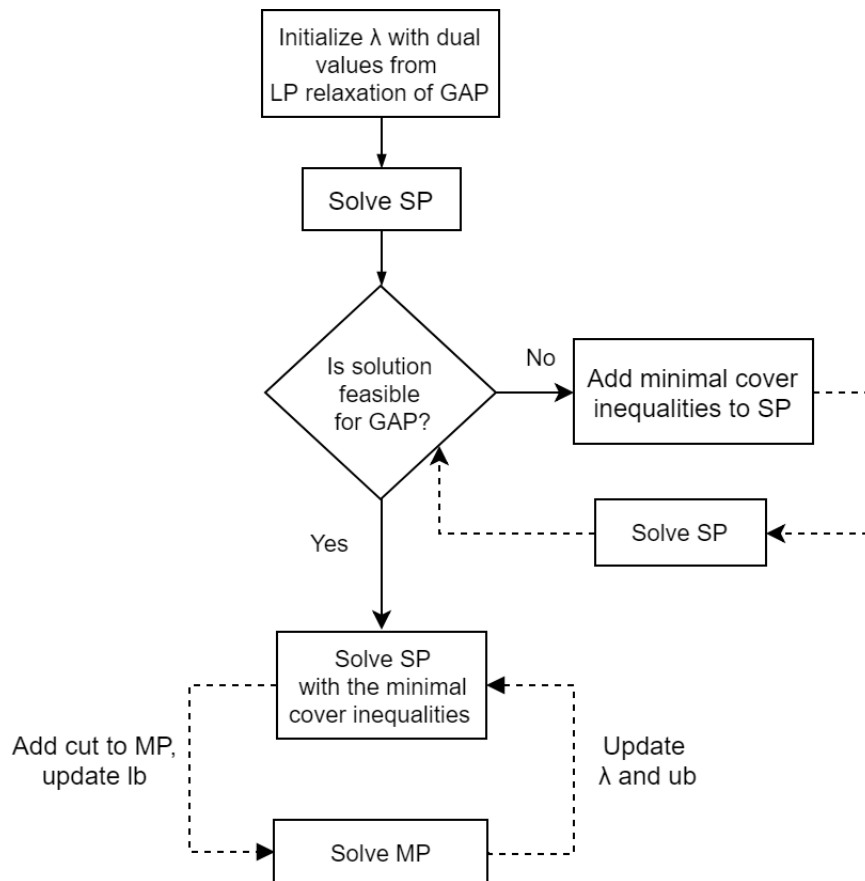 Initialize λ with dual
values from
LP relaxation of GAP
Solve SP
Is solution
feasible
for GAP?
No
Add minimal cover
inequalities to SP
Solve SP
Yes
Solve SP
with the minimal
cover inequalities
Add cut to MP,
update lb
Update
λ and ub
Solve MP